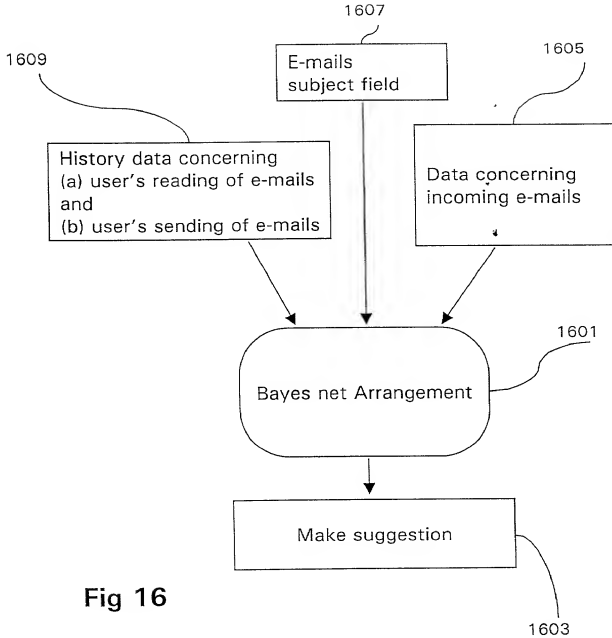 1607
1609
1605
E-mails
subject field
History data concerning
(a) user's reading of e-mails
and
(b) user's sending of e-mails
Data concerning
incoming e-mails
1601
Bayes net Arrangement
Make suggestion
Fig 16
1603